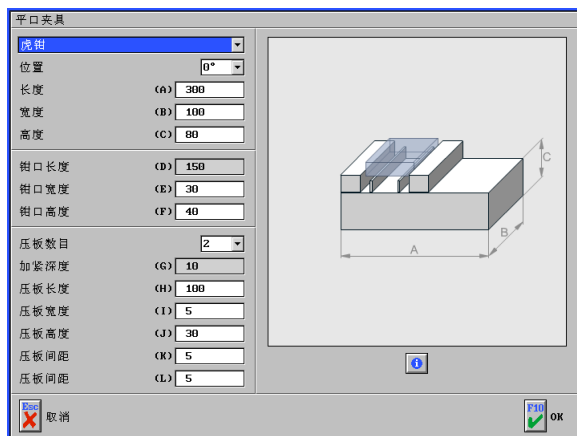 平口夹具
虎钳
位置 0°
长度 (A) 300
宽度 (B) 100
高度 (C) 80
钳口长度 (D) 150
钳口宽度 (E) 30
钳口高度 (F) 40
压板数目 2
加紧深度 (G) 10
压板长度 (H) 100
压板宽度 (I) 5
压板高度 (J) 30
压板间距 (K) 5
压板间距 (L) 5
C
B
A
Esc 取消
F10 OK